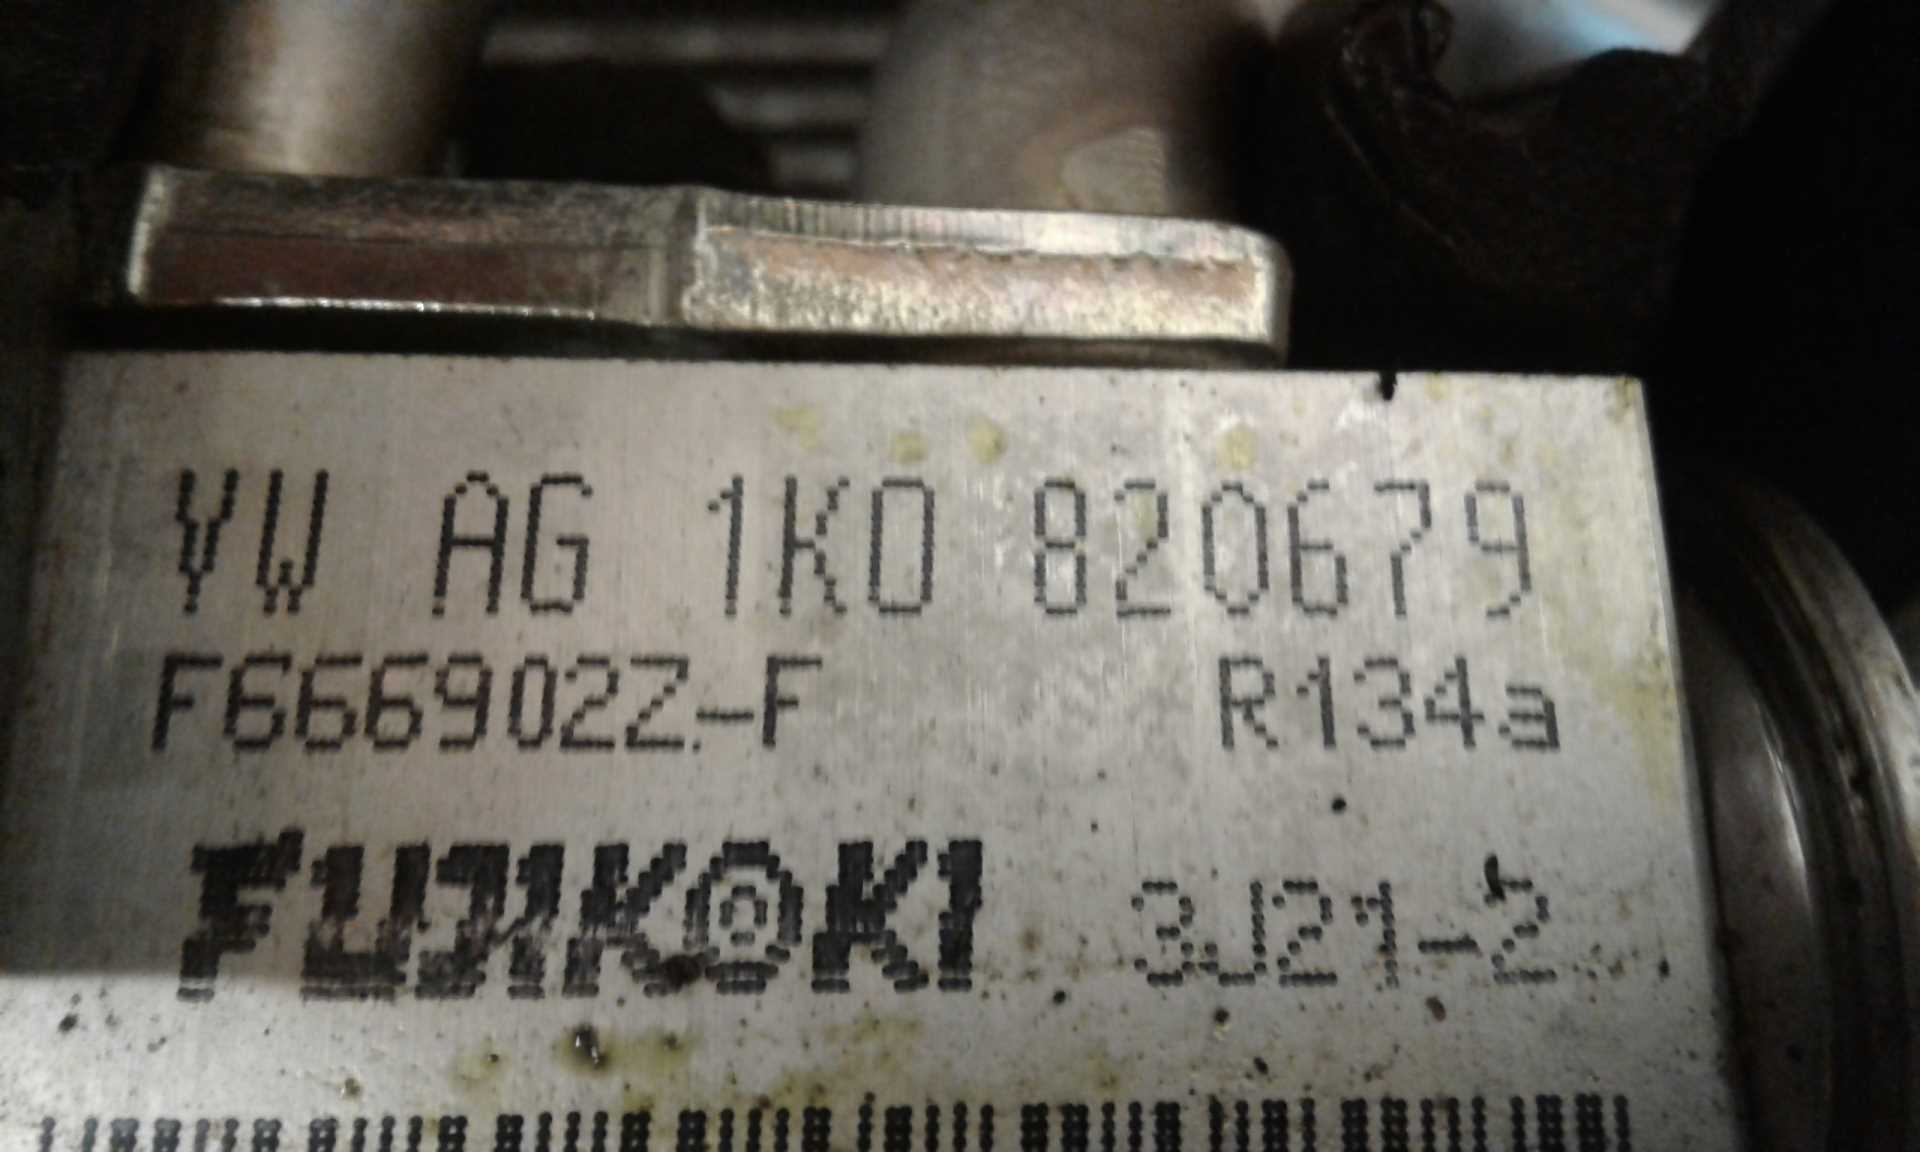 VW AG 1K0 820679
F666902Z-F R134a
FUJIKOKI 3J21-2